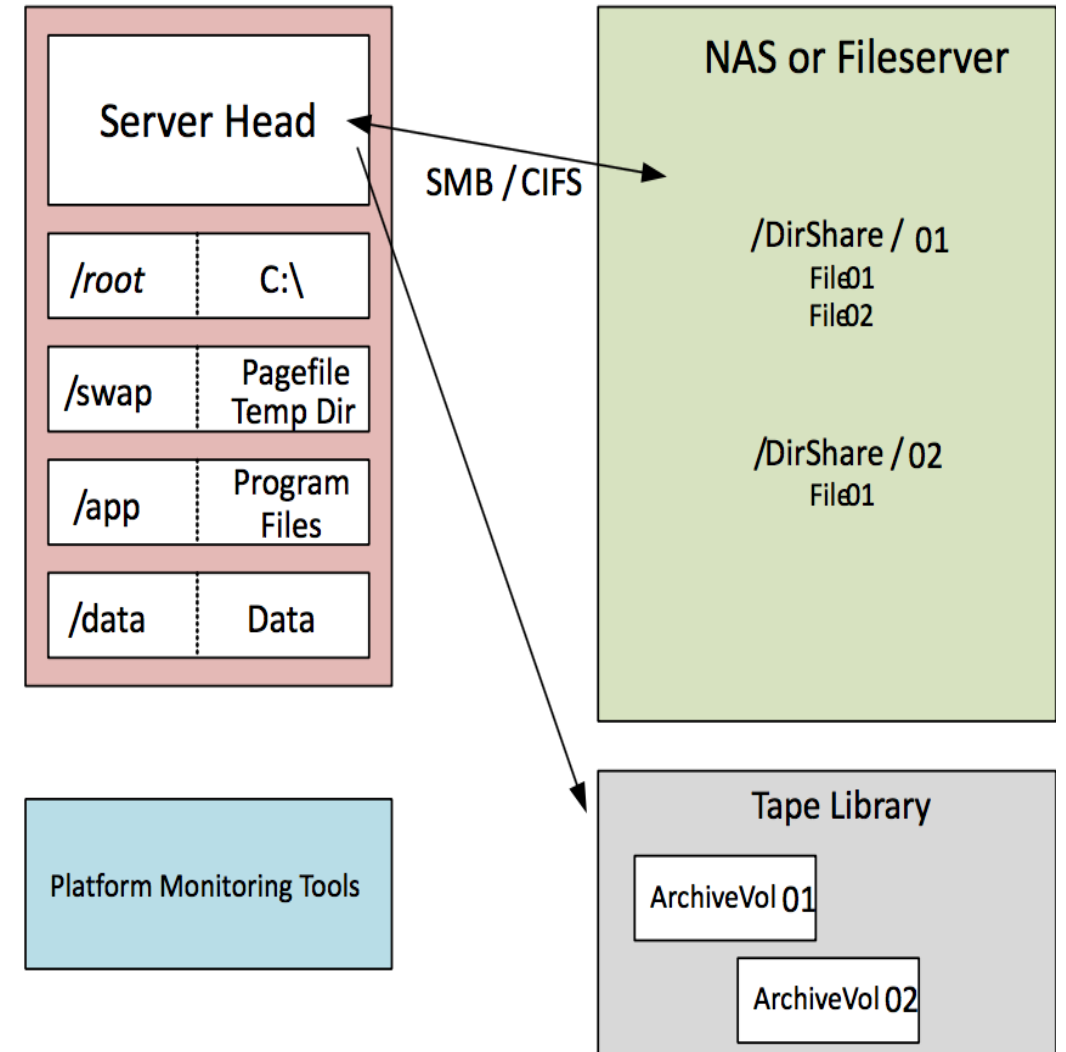 Server Head
/root
C:\
/swap
Pagefile
Temp Dir
/app
Program
Files
/data
Data
Platform Monitoring Tools
SMB / CIFS
NAS or Fileserver
/DirShare / 01
File01
File02
/DirShare / 02
File01
Tape Library
ArchiveVol 01
ArchiveVol 02